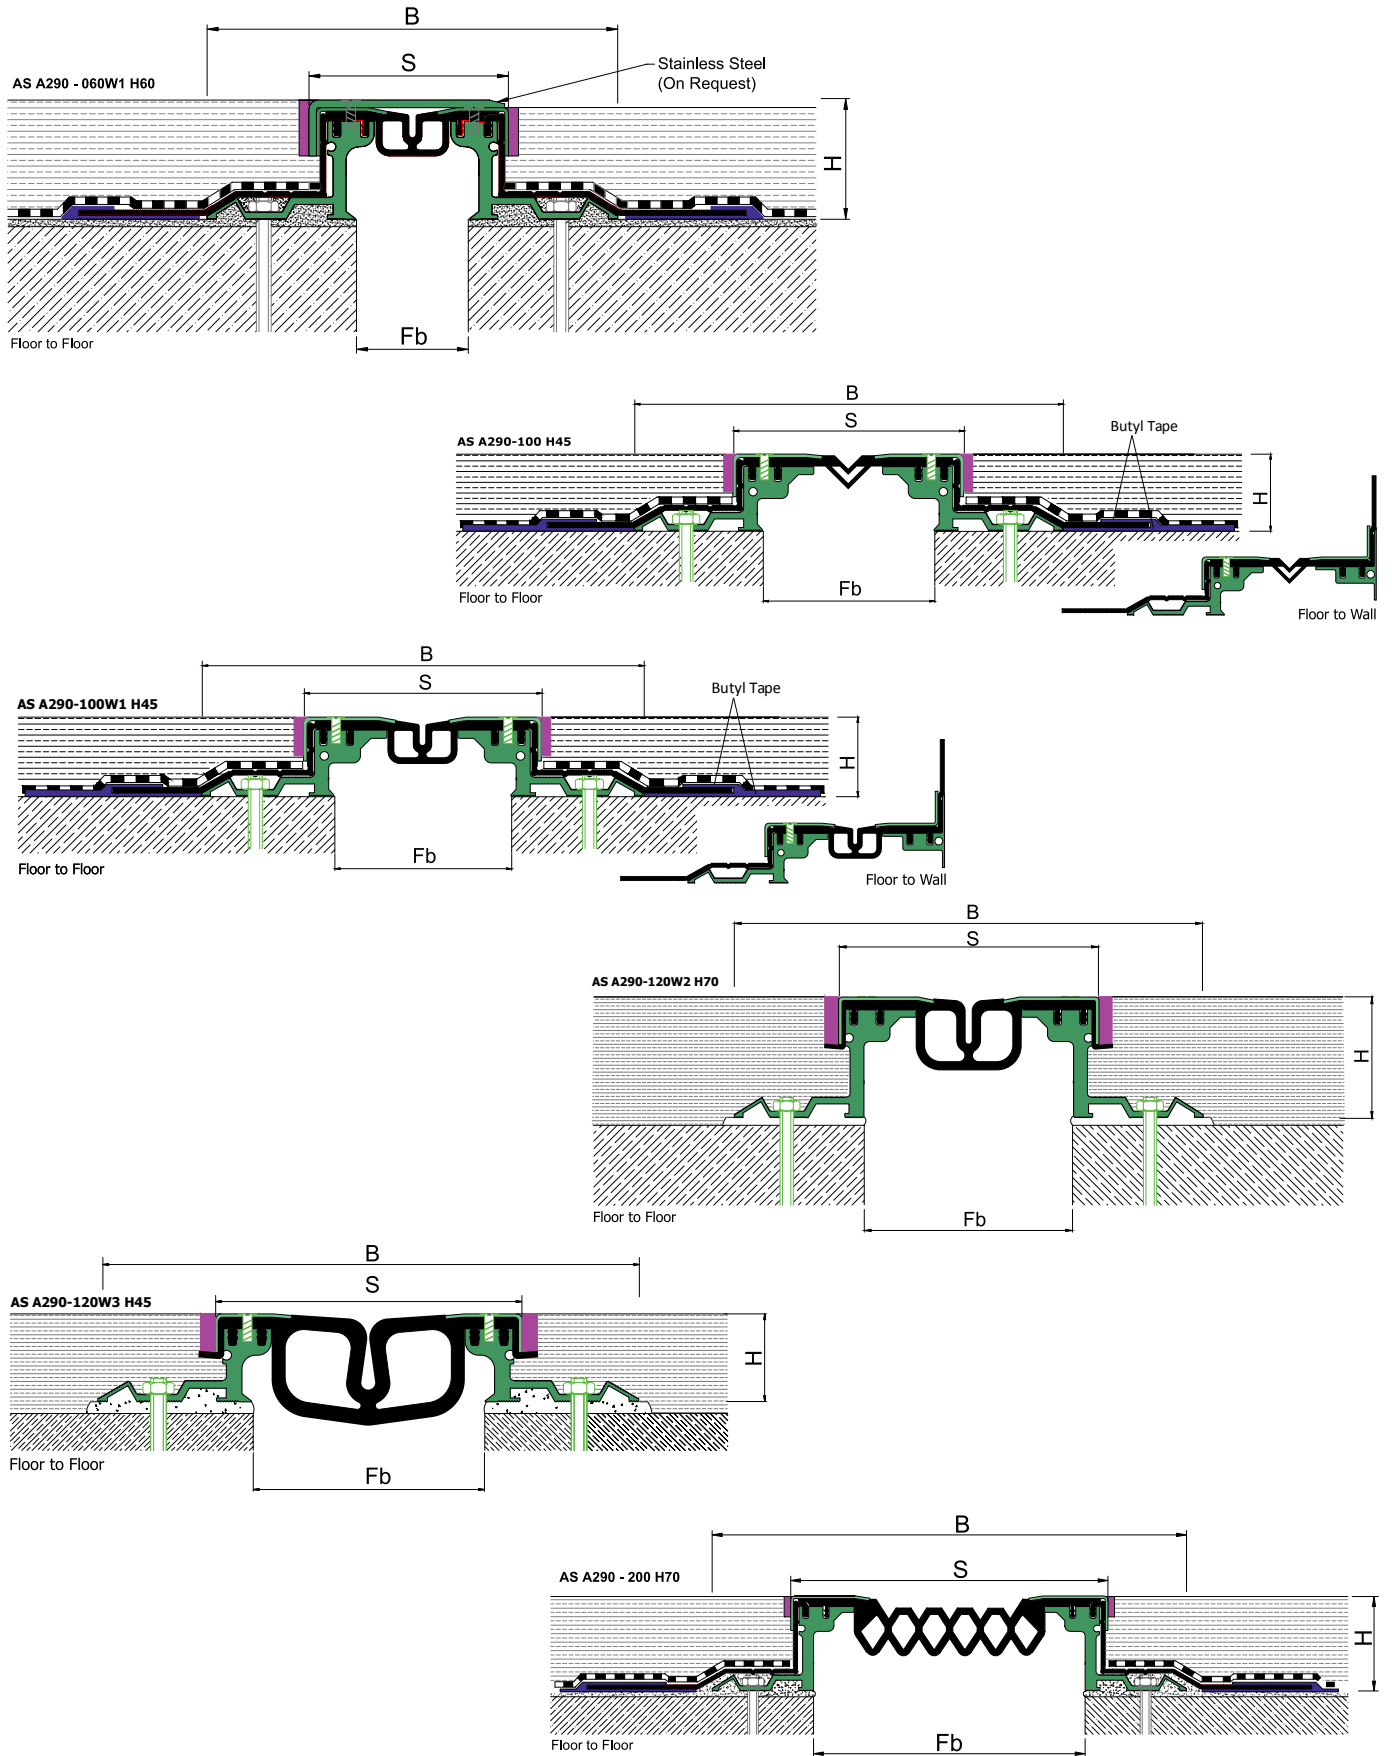 B
S
Stainless Steel
(On Request)
AS A290 - 060W1 H60
H
Fb
Floor to Floor
B
S
Butyl Tape
AS A290-100 H45
H
Fb
Floor to Floor
Floor to Wall
B
S
Butyl Tape
AS A290-100W1 H45
H
Fb
Floor to Floor
Floor to Wall
B
S
AS A290-120W2 H70
H
Fb
Floor to Floor
B
S
AS A290-120W3 H45
H
Fb
Floor to Floor
B
S
AS A290 - 200 H70
H
Fb
Floor to Floor